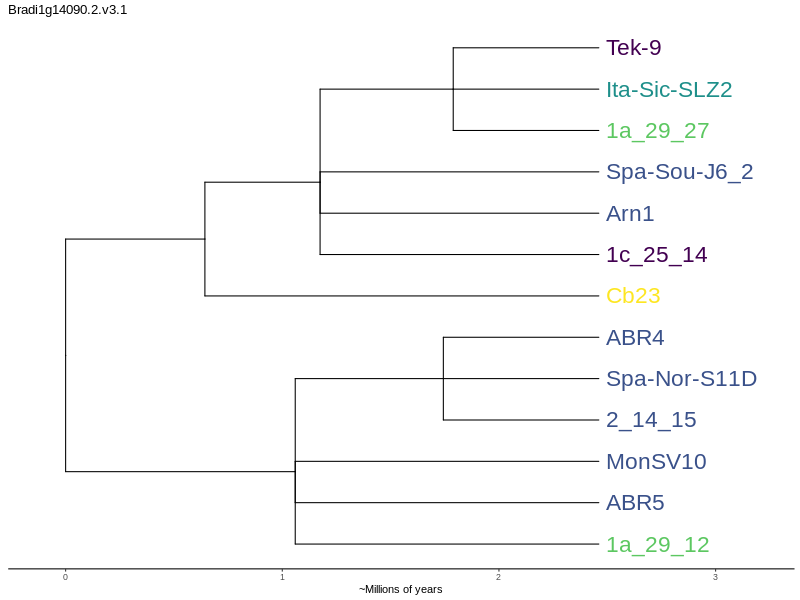 Bradi1g14090.2.v3.1
Tek-9
Ita-Sic-SLZ2
1a_29_27
Spa-Sou-J6_2
Arn1
1c_25_14
Cb23
ABR4
Spa-Nor-S11D
2_14_15
MonSV10
ABR5
1a_29_12
0 1 2 3
~Millions of years